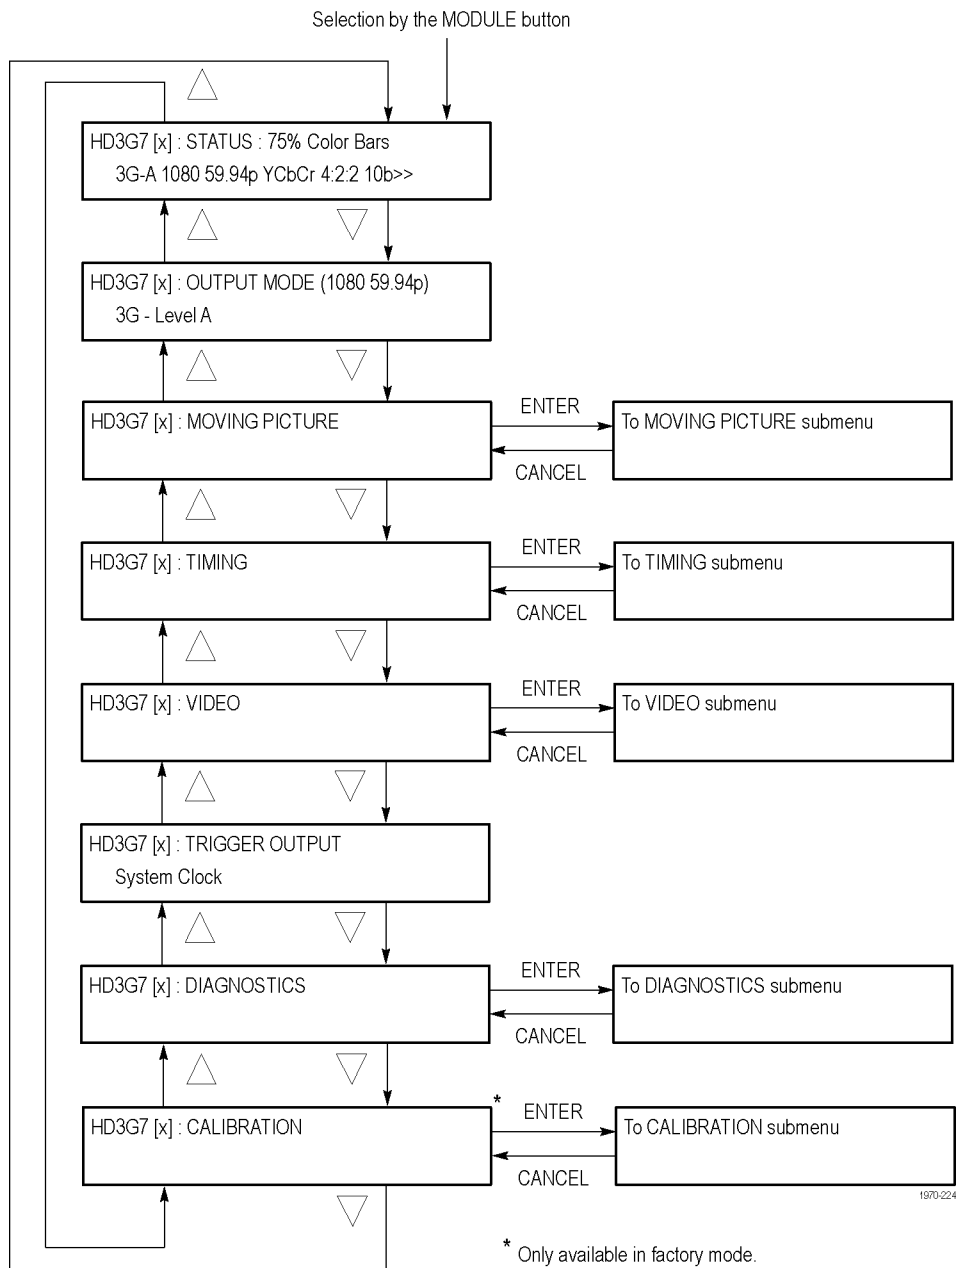 Selection by the MODULE button
HD3G7 [x] : STATUS : 75% Color Bars
3G-A 1080 59.94p YCbCr 4:2:2 10b>>
HD3G7 [x] : OUTPUT MODE (1080 59.94p)
3G - Level A
HD3G7 [x] : MOVING PICTURE
ENTER
To MOVING PICTURE submenu
CANCEL
HD3G7 [x] : TIMING
ENTER
To TIMING submenu
CANCEL
HD3G7 [x] : VIDEO
ENTER
To VIDEO submenu
CANCEL
HD3G7 [x] : TRIGGER OUTPUT
System Clock
HD3G7 [x] : DIAGNOSTICS
ENTER
To DIAGNOSTICS submenu
CANCEL
HD3G7 [x] : CALIBRATION
* ENTER
To CALIBRATION submenu
CANCEL
1970-224
* Only available in factory mode.